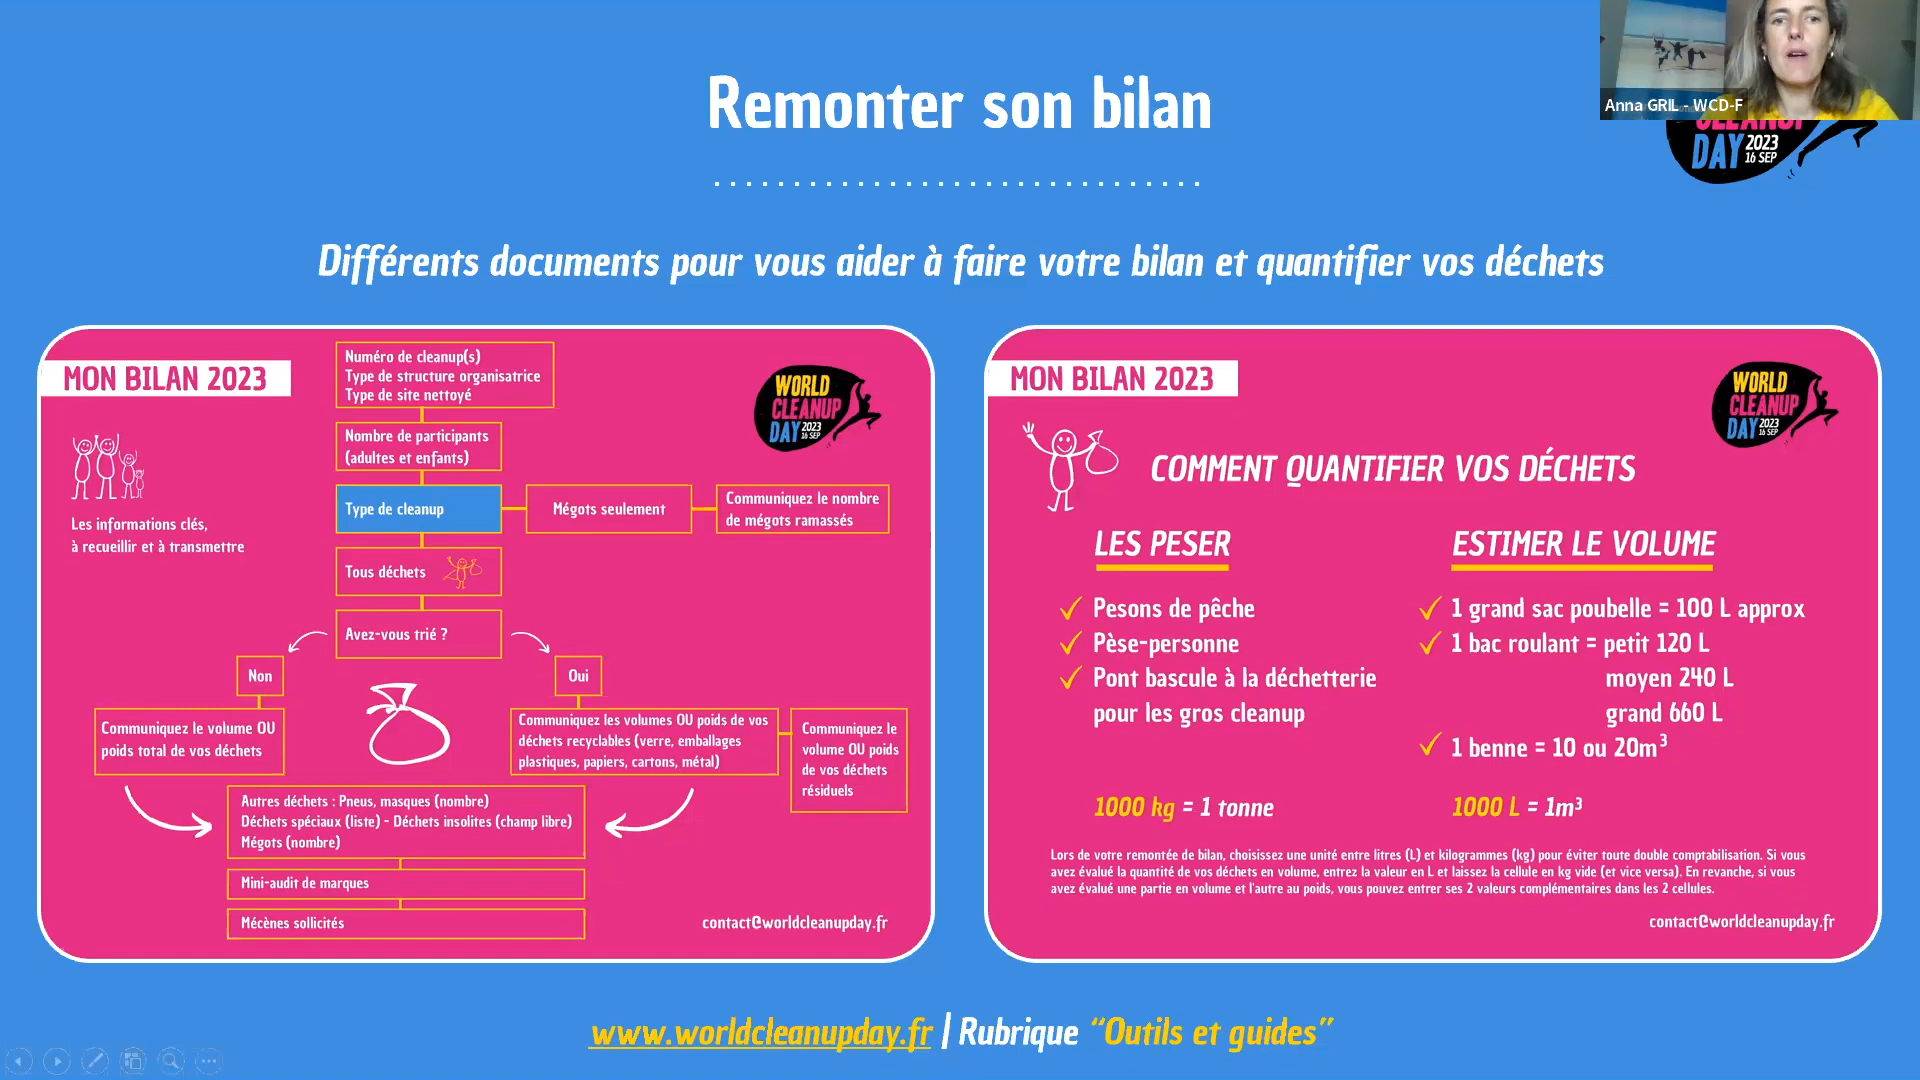 Remonter son bilan
Anna GRIL - WCD-F
CLEANUP
DAY 2023
16 SEP
Différents documents pour vous aider à faire votre bilan et quantifier vos déchets
MON BILAN 2023
Numéro de cleanup(s)
Type de structure organisatrice
Type de site nettoyé
WORLD
CLEANUP
DAY 2023
16 SEP
Nombre de participants
(adultes et enfants)
Type de cleanup
Mégots seulement
Communiquez le nombre
de mégots ramassés
Les informations clés,
à recueillir et à transmettre
Tous déchets
Avez-vous trié ?
Non
Oui
Communiquez le volume OU
poids total de vos déchets
Communiquez les volumes OU poids de vos
déchets recyclables (verre, emballages
plastiques, papiers, cartons, métal)
Communiquez le
volume OU poids
de vos déchets
résiduels
Autres déchets : Pneus, masques (nombre)
Déchets spéciaux (liste) - Déchets insolites (champ libre)
Mégots (nombre)
Mini-audit de marques
Mécènes sollicités
contact@worldcleanupday.fr
MON BILAN 2023
WORLD
CLEANUP
DAY 2023
16 SEP
COMMENT QUANTIFIER VOS DÉCHETS
LES PESER
Pesons de pêche
Pèse-personne
Pont bascule à la déchetterie
pour les gros cleanup
1000 kg = 1 tonne
ESTIMER LE VOLUME
1 grand sac poubelle = 100 L approx
1 bac roulant = petit 120 L
moyen 240 L
grand 660 L
1 benne = 10 ou 20m³
1000 L = 1m³
Lors de votre remontée de bilan, choisissez une unité entre litres (L) et kilogrammes (kg) pour éviter toute double comptabilisation. Si vous
avez évalué la quantité de vos déchets en volume, entrez la valeur en L et laissez la cellule en kg vide (et vice versa). En revanche, si vous
avez évalué une partie en volume et l'autre au poids, vous pouvez entrer ses 2 valeurs complémentaires dans les 2 cellules.
contact@worldcleanupday.fr
www.worldcleanupday.fr | Rubrique “Outils et guides”